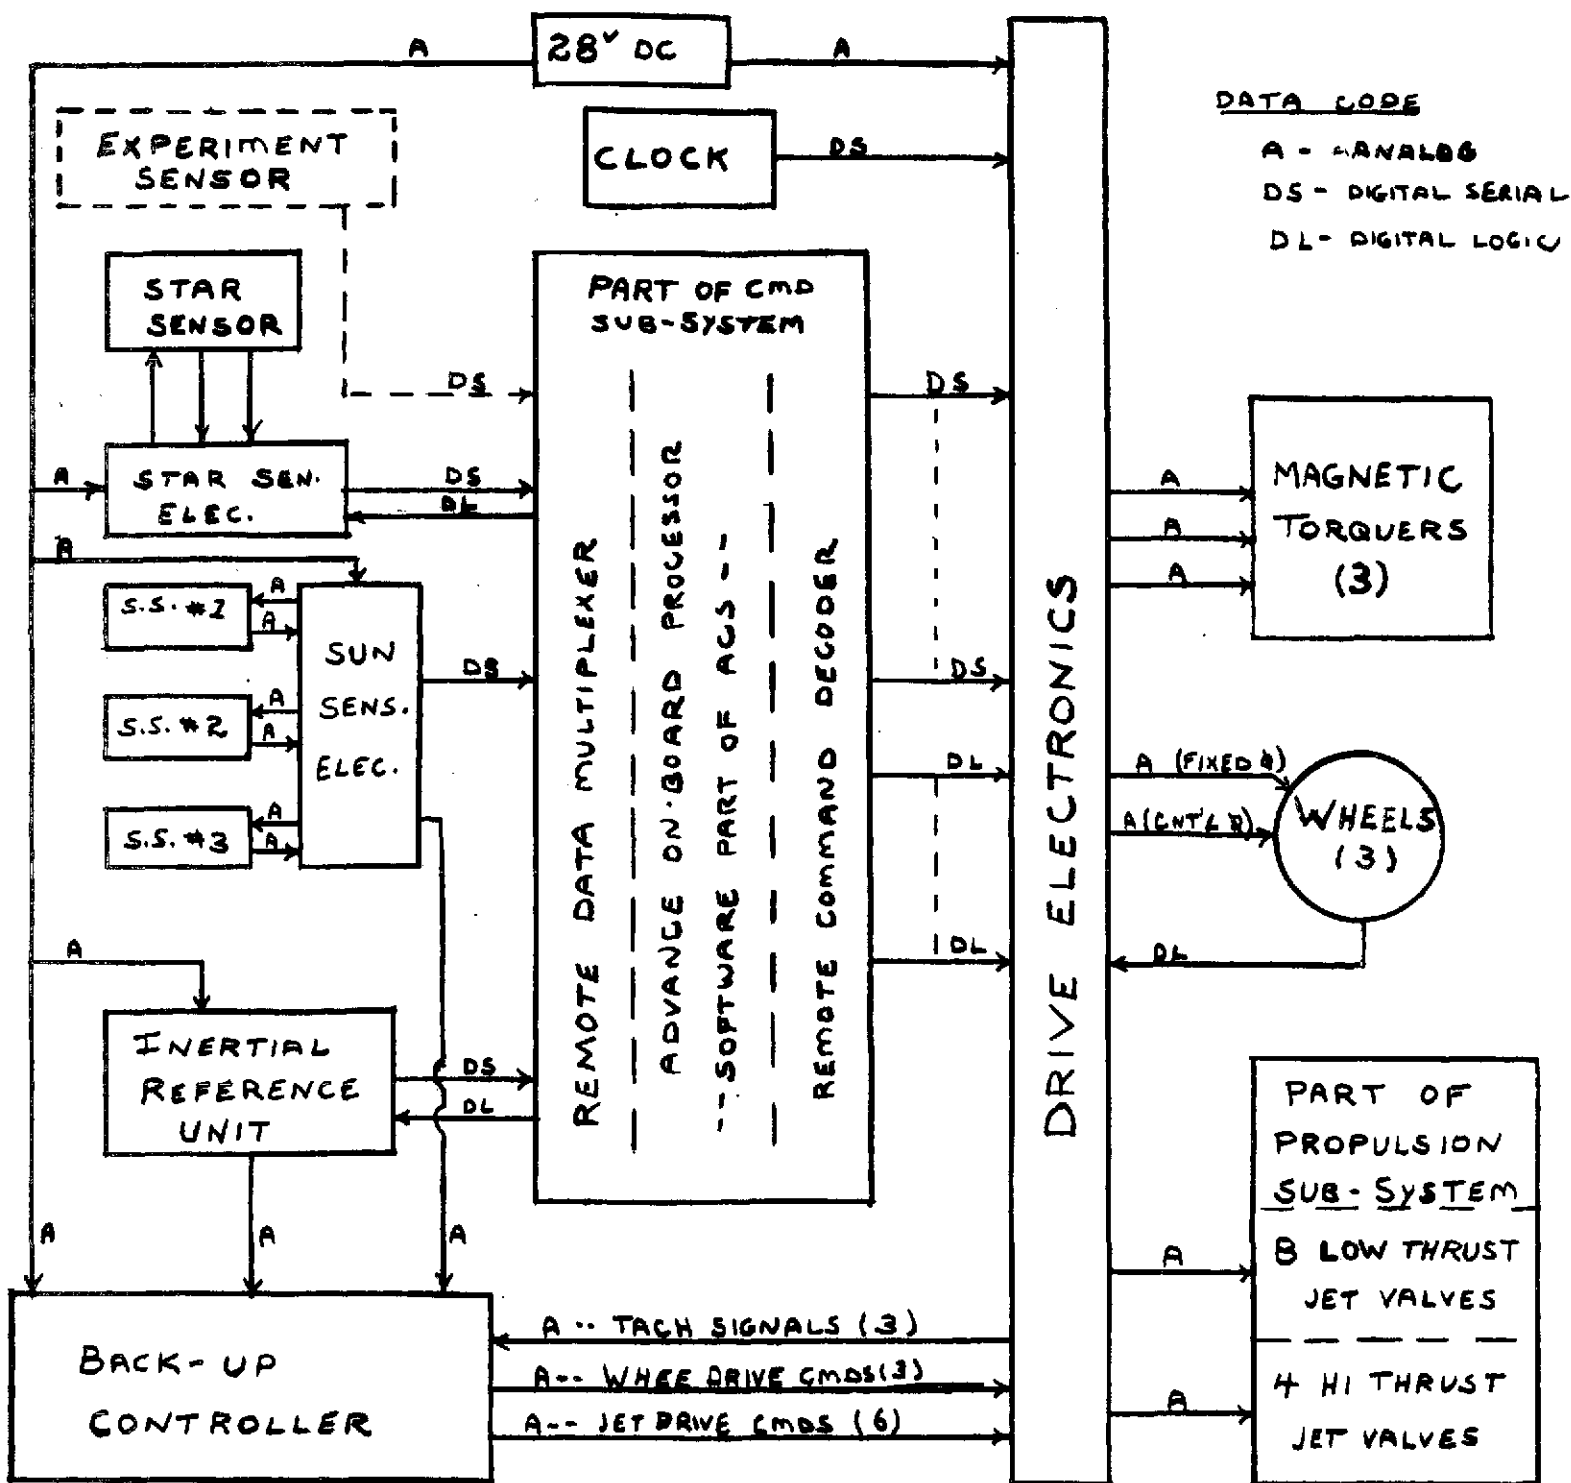 A
28V DC
A
DATA CODE
A - ANALOG
DS - DIGITAL SERIAL
DL - DIGITAL LOGIC
EXPERIMENT
SENSOR
CLOCK
DS
STAR
SENSOR
PART OF CMD
SUB-SYSTEM
DS
DS
A
STAR SEN.
ELEC.
DS
DL
A
S.S. #1
A
A
S.S. #2
A
A
S.S. #3
A
A
SUN
SENS.
ELEC.
DS
REMOTE DATA MULTIPLEXER
ADVANCE ON-BOARD PROCESSOR
--SOFTWARE PART OF ACS--
REMOTE COMMAND DECODER
DS
DL
DL
DRIVE ELECTRONICS
A
A
A
MAGNETIC
TORQUERS
(3)
A (FIXED φ)
A (CNT'L φ)
WHEELS
(3)
DL
A
INERTIAL
REFERENCE
UNIT
DS
DL
A
A
A
PART OF
PROPULSION
SUB-SYSTEM
8 LOW THRUST
JET VALVES
4 HI THRUST
JET VALVES
A
A
BACK-UP
CONTROLLER
A -- TACH SIGNALS (3)
A-- WHEE DRIVE CMDS (3)
A-- JET DRIVE CMDS (6)